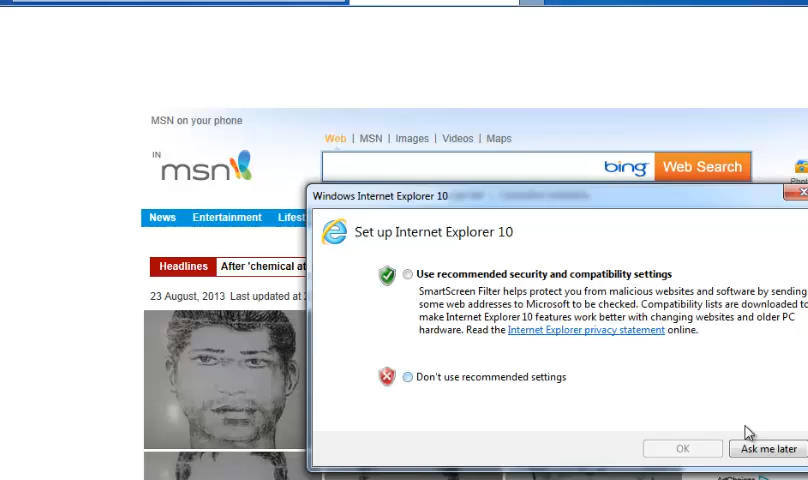 MSN on your phone
Web | MSN | Images | Videos | Maps
IN
msn
bing
Web Search
Windows Internet Explorer 10
News Entertainment Lifest
Set up Internet Explorer 10
Headlines After 'chemical at
Use recommended security and compatibility settings
SmartScreen Filter helps protect you from malicious websites and software by sending
some web addresses to Microsoft to be checked. Compatibility lists are downloaded to
make Internet Explorer 10 features work better with changing websites and older PC
hardware. Read the Internet Explorer privacy statement online.
23 August, 2013 Last updated at
Don't use recommended settings
OK
Ask me later